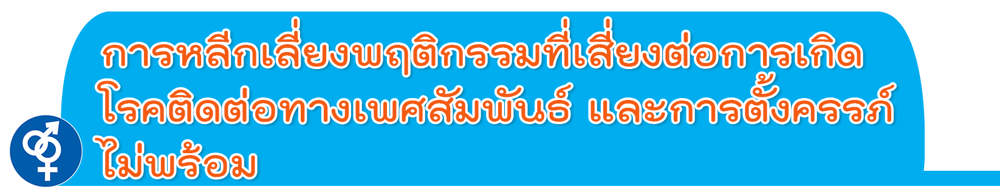 การหลีกเลี่ยงพฤติกรรมที่เสี่ยงต่อการเกิด
โรคติดต่อทางเพศสัมพันธ์ และการตั้งครรภ์
ไม่พร้อม